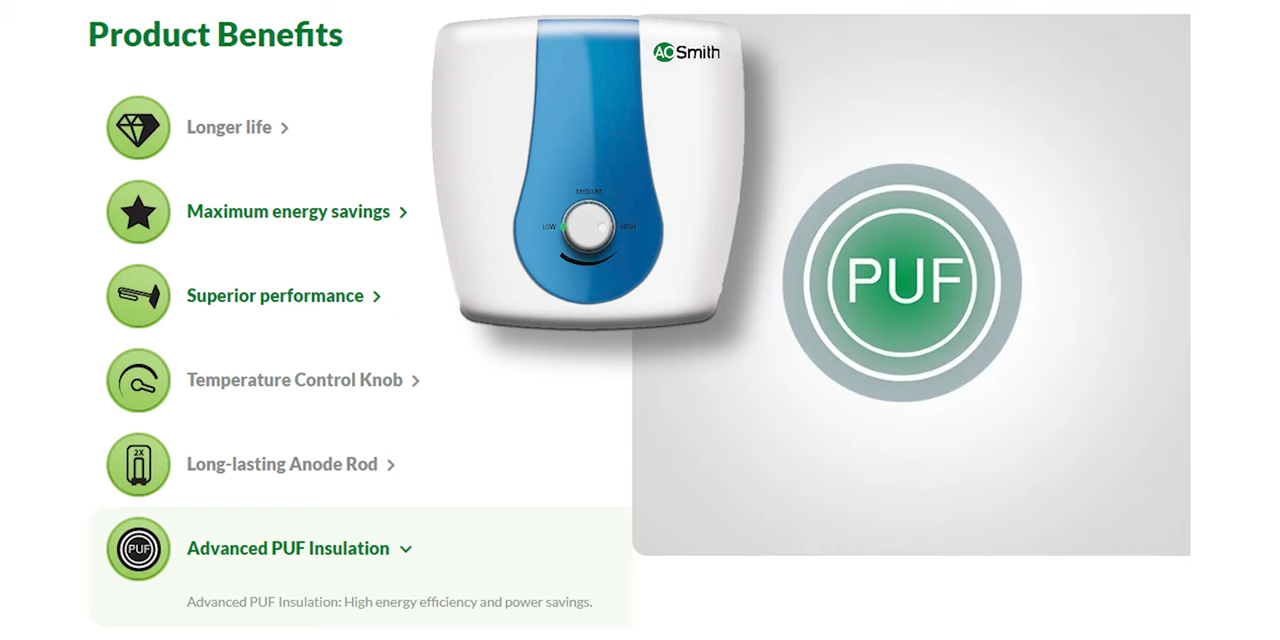 Product Benefits
AO Smith
Longer life
Maximum energy savings
MEDIUM
LOW
HIGH
Superior performance
PUF
Temperature Control Knob
2X
Long-lasting Anode Rod
PUF
Advanced PUF Insulation
Advanced PUF Insulation: High energy efficiency and power savings.